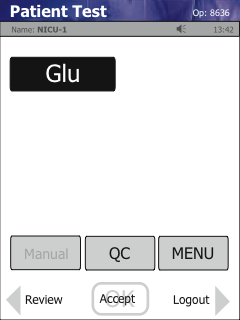 Patient Test Op: 8636
Name: NICU-1 13:42
Glu
Manual QC MENU
Review Accept OK Logout